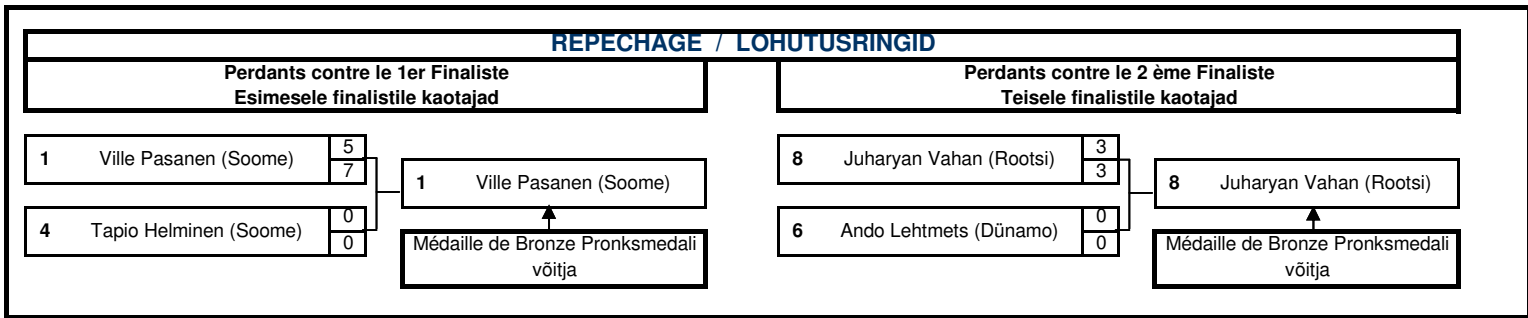 REPECHAGE / LOHUTUSRINGID
Perdants contre le 1er Finaliste
Esimesele finalistile kaotajad
Perdants contre le 2 ème Finaliste
Teisele finalistile kaotajad
1 Ville Pasanen (Soome) 5
7
4 Tapio Helminen (Soome) 0
0
1 Ville Pasanen (Soome)
Médaille de Bronze Pronksmedali
võitja
8 Juharyan Vahan (Rootsi) 3
3
6 Ando Lehtmets (Dünamo) 0
0
8 Juharyan Vahan (Rootsi)
Médaille de Bronze Pronksmedali
võitja